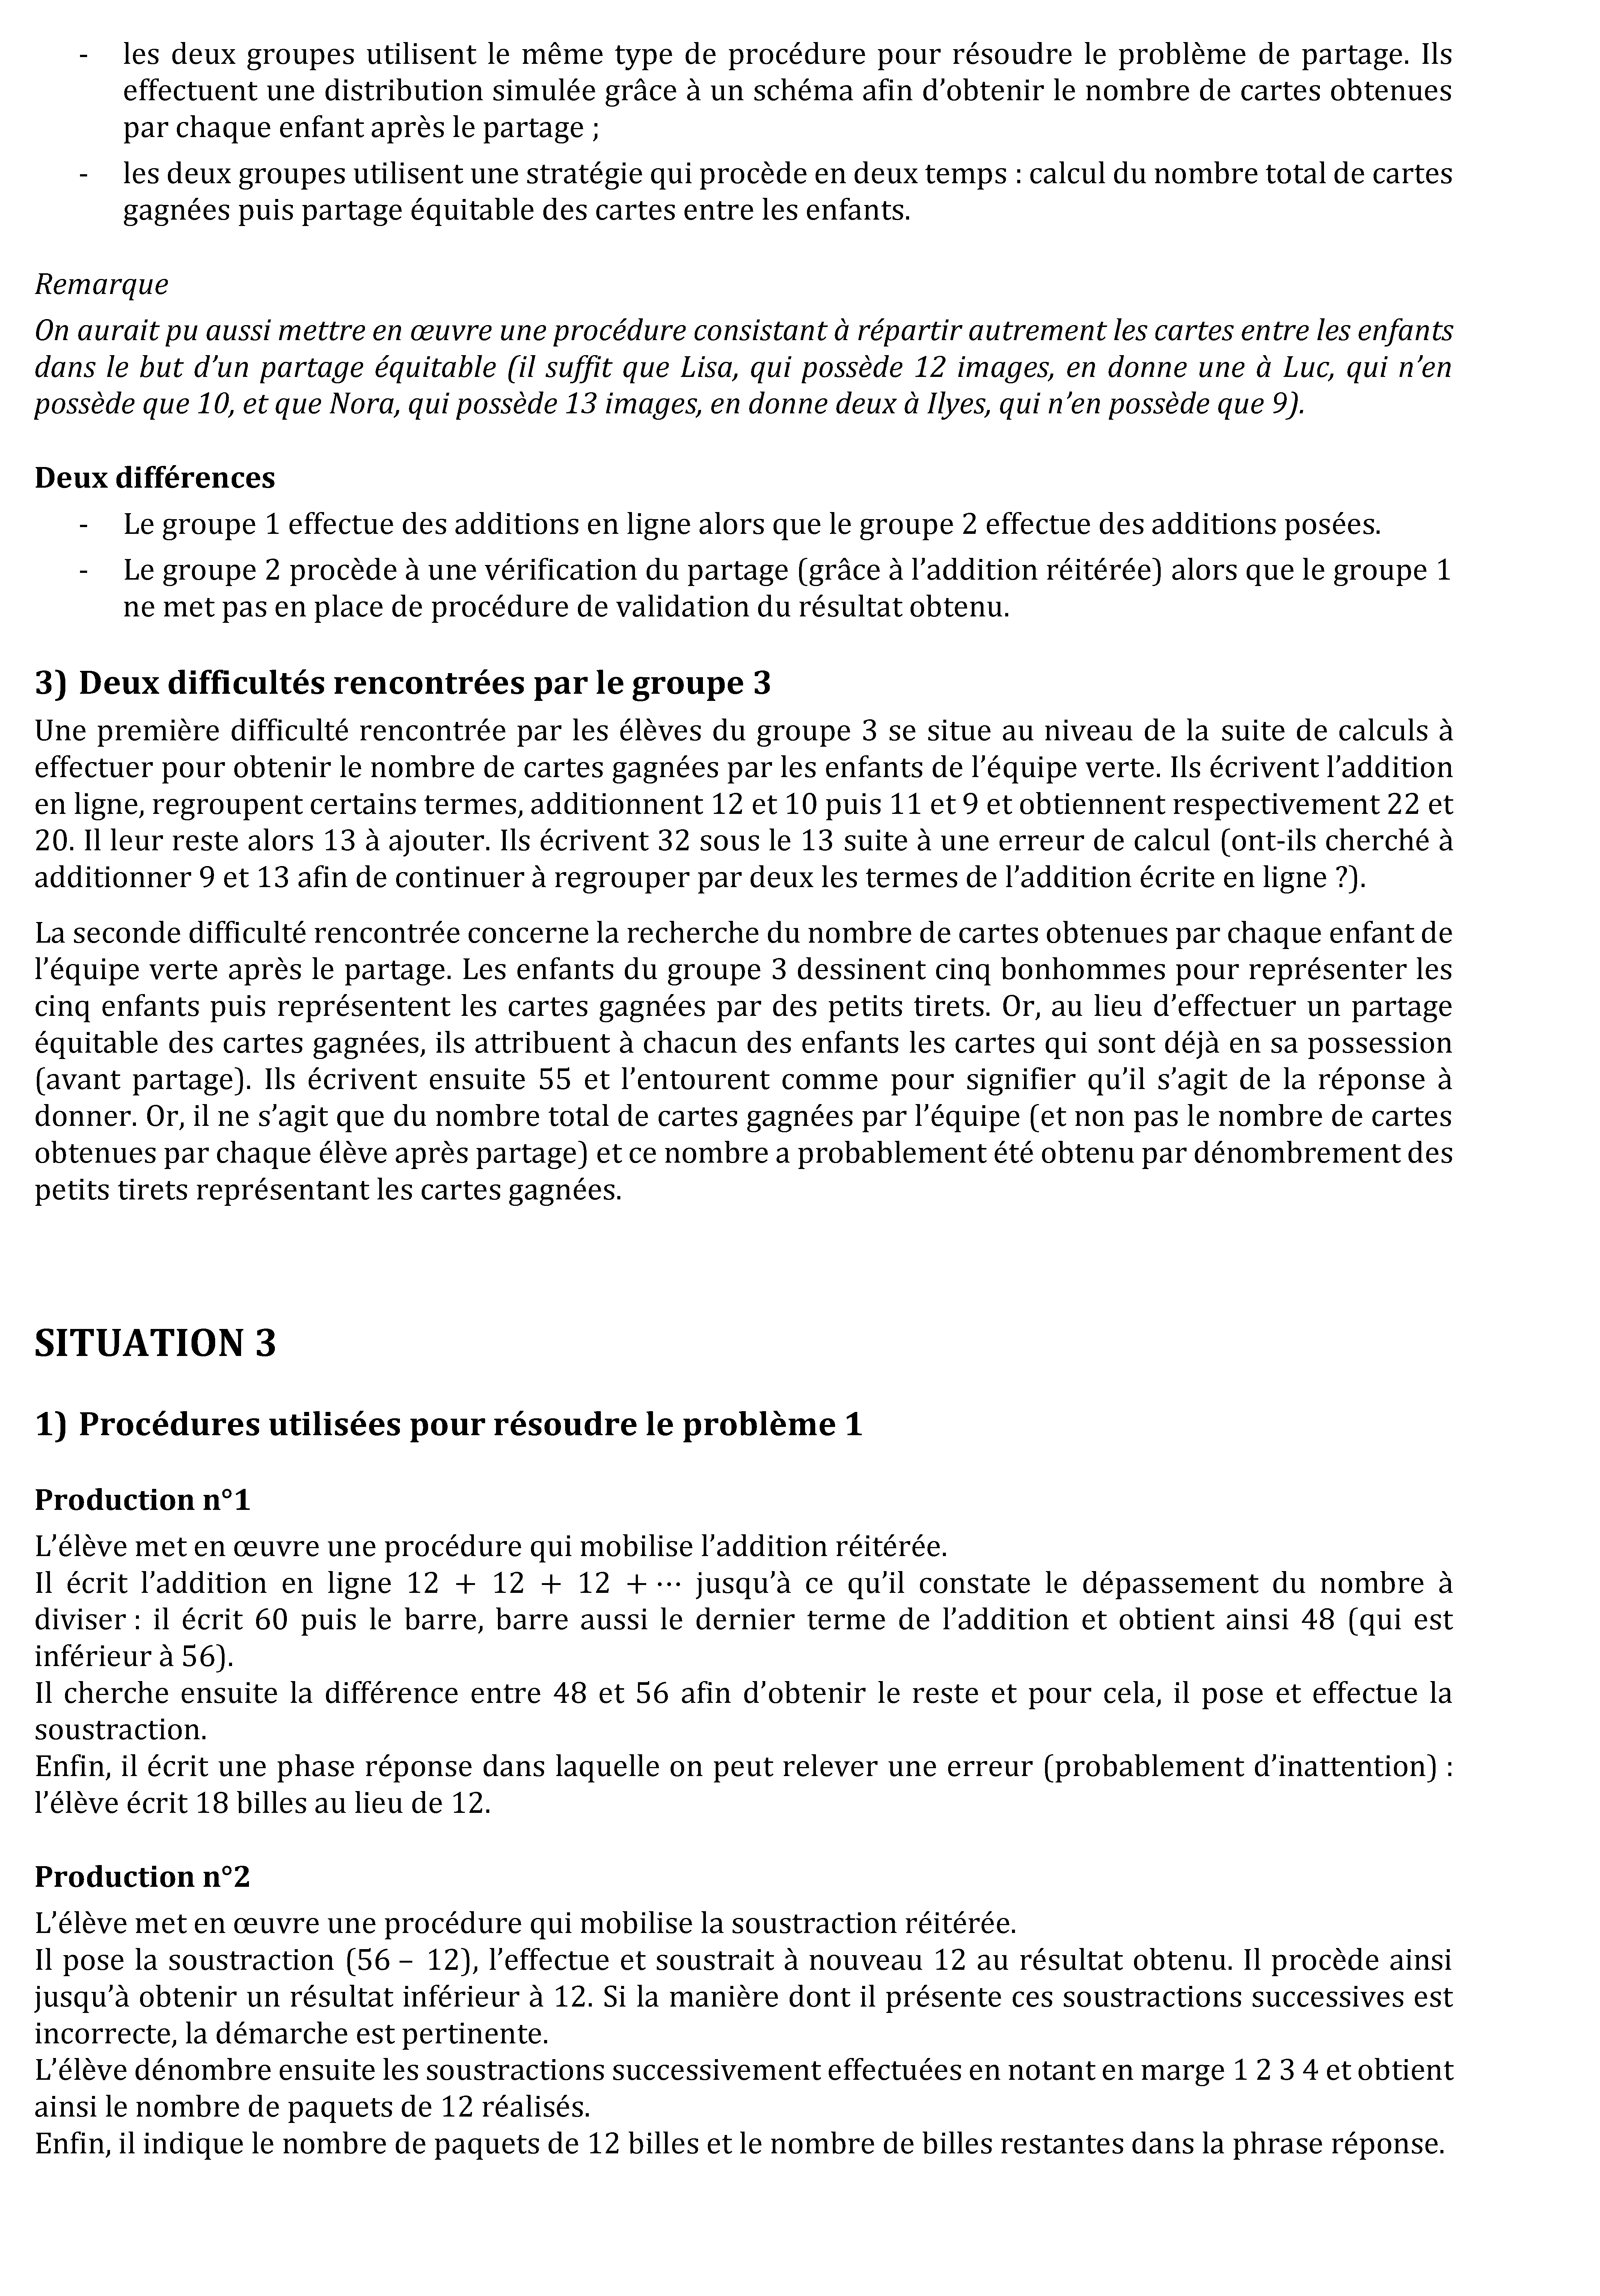 - les deux groupes utilisent le même type de procédure pour résoudre le problème de partage. Ils
effectuent une distribution simulée grâce à un schéma afin d’obtenir le nombre de cartes obtenues
par chaque enfant après le partage ;
- les deux groupes utilisent une stratégie qui procède en deux temps : calcul du nombre total de cartes
gagnées puis partage équitable des cartes entre les enfants.
Remarque
On aurait pu aussi mettre en œuvre une procédure consistant à répartir autrement les cartes entre les enfants
dans le but d’un partage équitable (il suffit que Lisa, qui possède 12 images, en donne une à Luc, qui n’en
possède que 10, et que Nora, qui possède 13 images, en donne deux à Ilyes, qui n’en possède que 9).
Deux différences
- Le groupe 1 effectue des additions en ligne alors que le groupe 2 effectue des additions posées.
- Le groupe 2 procède à une vérification du partage (grâce à l’addition réitérée) alors que le groupe 1
ne met pas en place de procédure de validation du résultat obtenu.
3) Deux difficultés rencontrées par le groupe 3
Une première difficulté rencontrée par les élèves du groupe 3 se situe au niveau de la suite de calculs à
effectuer pour obtenir le nombre de cartes gagnées par les enfants de l’équipe verte. Ils écrivent l’addition
en ligne, regroupent certains termes, additionnent 12 et 10 puis 11 et 9 et obtiennent respectivement 22 et
20. Il leur reste alors 13 à ajouter. Ils écrivent 32 sous le 13 suite à une erreur de calcul (ont-ils cherché à
additionner 9 et 13 afin de continuer à regrouper par deux les termes de l’addition écrite en ligne ?).
La seconde difficulté rencontrée concerne la recherche du nombre de cartes obtenues par chaque enfant de
l’équipe verte après le partage. Les enfants du groupe 3 dessinent cinq bonhommes pour représenter les
cinq enfants puis représentent les cartes gagnées par des petits tirets. Or, au lieu d’effectuer un partage
équitable des cartes gagnées, ils attribuent à chacun des enfants les cartes qui sont déjà en sa possession
(avant partage). Ils écrivent ensuite 55 et l’entourent comme pour signifier qu’il s’agit de la réponse à
donner. Or, il ne s’agit que du nombre total de cartes gagnées par l’équipe (et non pas le nombre de cartes
obtenues par chaque élève après partage) et ce nombre a probablement été obtenu par dénombrement des
petits tirets représentant les cartes gagnées.
SITUATION 3
1) Procédures utilisées pour résoudre le problème 1
Production n°1
L’élève met en œuvre une procédure qui mobilise l’addition réitérée.
Il écrit l’addition en ligne 12 + 12 + 12 + ⋯ jusqu’à ce qu’il constate le dépassement du nombre à
diviser : il écrit 60 puis le barre, barre aussi le dernier terme de l’addition et obtient ainsi 48 (qui est
inférieur à 56).
Il cherche ensuite la différence entre 48 et 56 afin d’obtenir le reste et pour cela, il pose et effectue la
soustraction.
Enfin, il écrit une phase réponse dans laquelle on peut relever une erreur (probablement d’inattention) :
l’élève écrit 18 billes au lieu de 12.
Production n°2
L’élève met en œuvre une procédure qui mobilise la soustraction réitérée.
Il pose la soustraction (56 – 12), l’effectue et soustrait à nouveau 12 au résultat obtenu. Il procède ainsi
jusqu’à obtenir un résultat inférieur à 12. Si la manière dont il présente ces soustractions successives est
incorrecte, la démarche est pertinente.
L’élève dénombre ensuite les soustractions successivement effectuées en notant en marge 1 2 3 4 et obtient
ainsi le nombre de paquets de 12 réalisés.
Enfin, il indique le nombre de paquets de 12 billes et le nombre de billes restantes dans la phrase réponse.